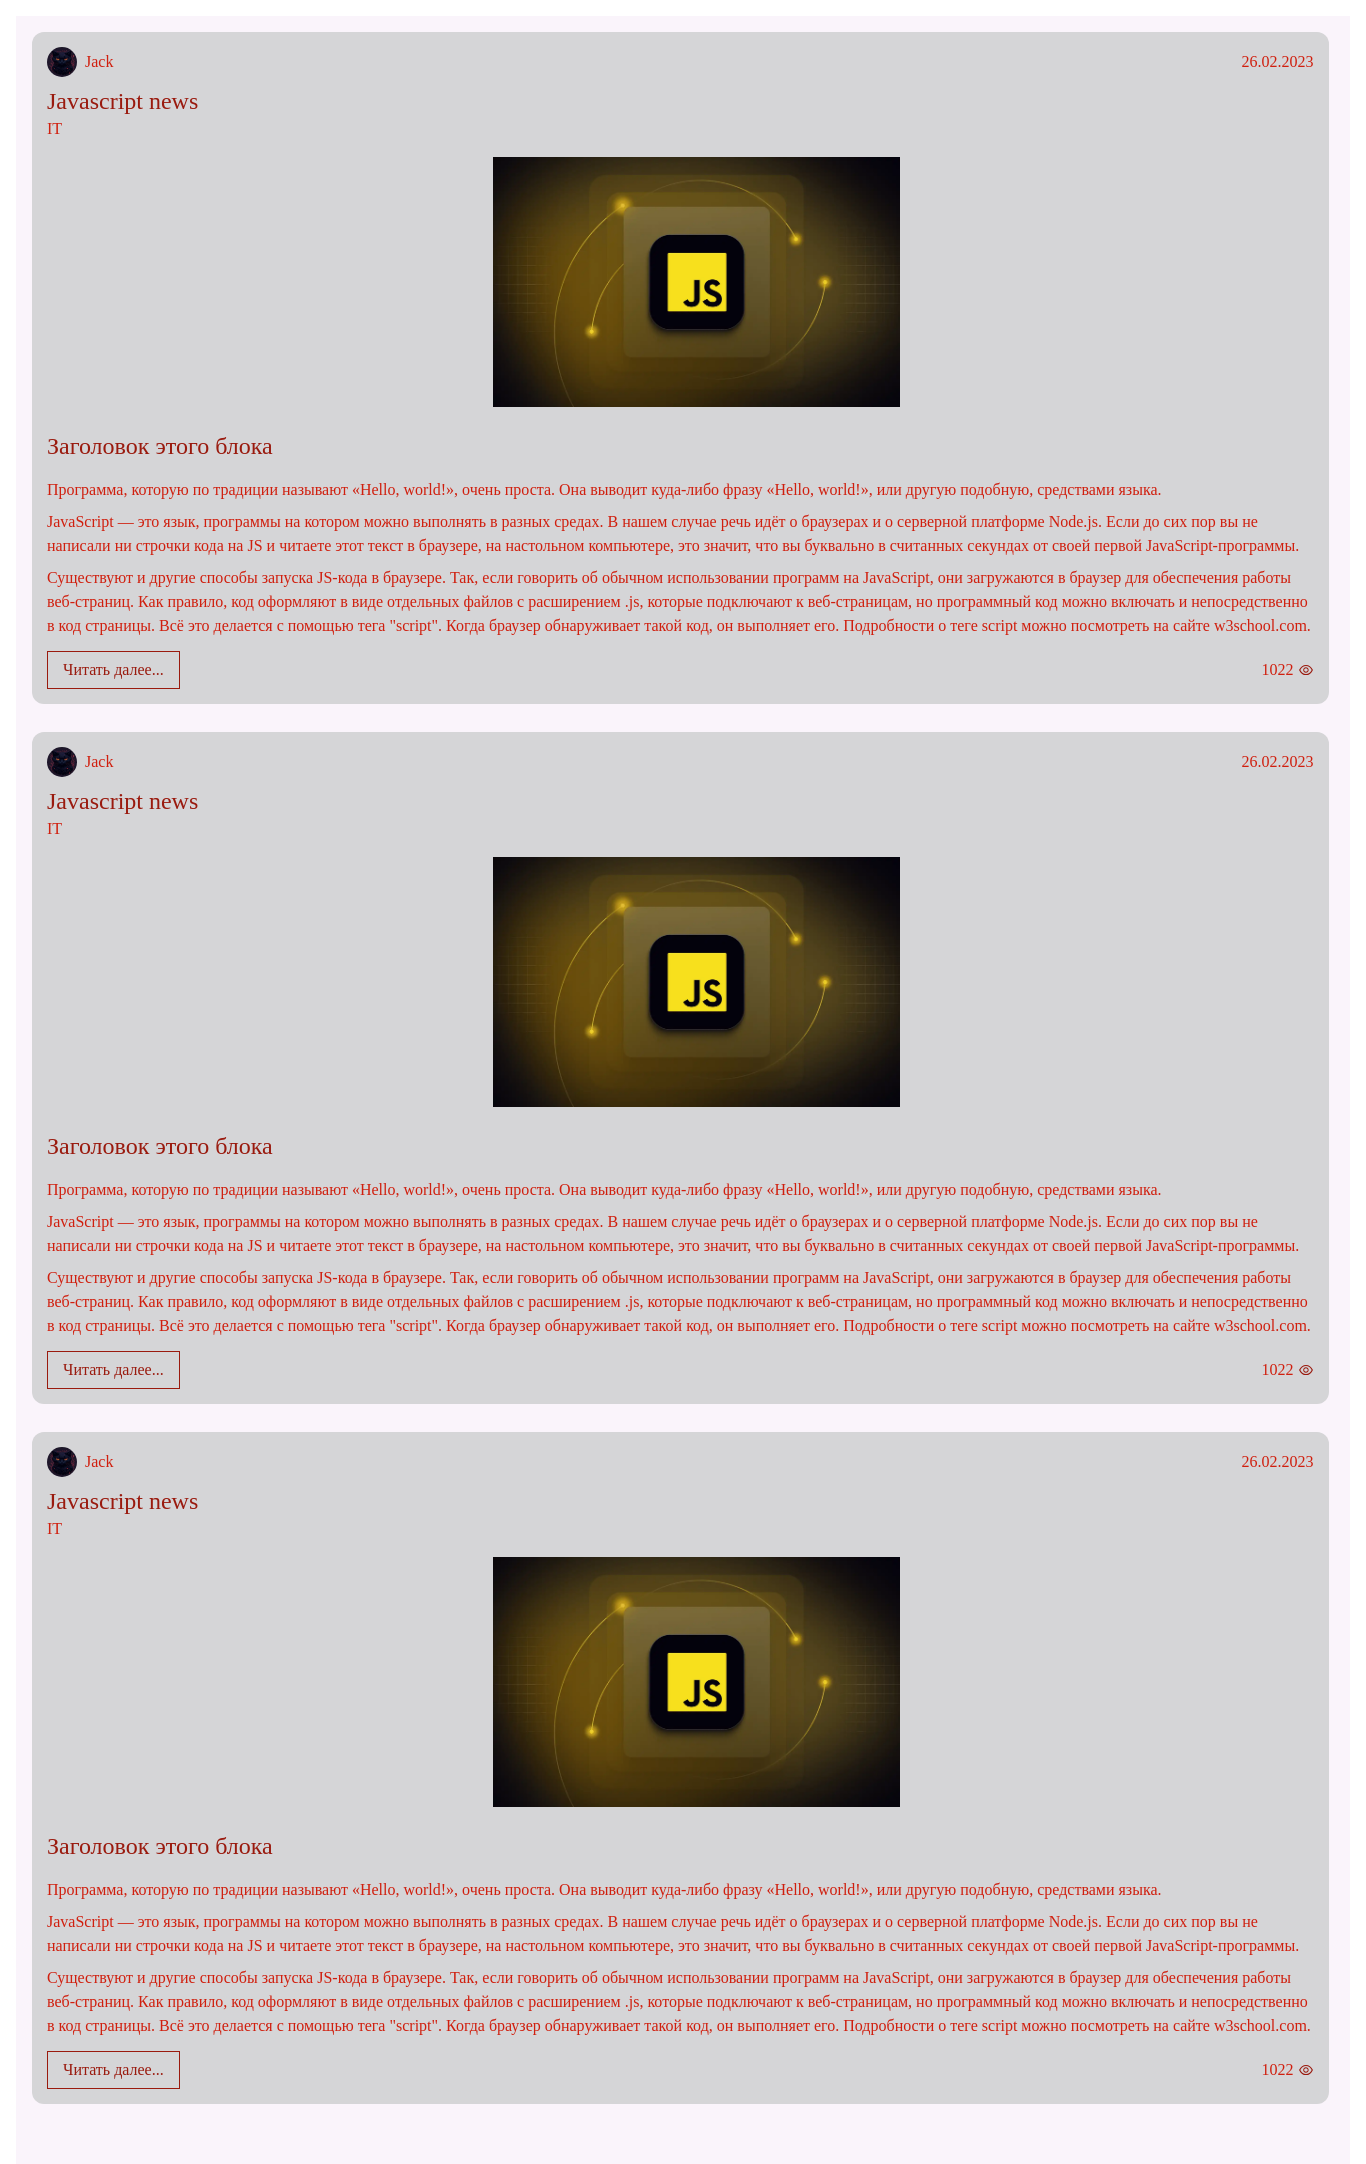 Jack
26.02.2023
Javascript news
IT
JS
Заголовок этого блока
Программа, которую по традиции называют «Hello, world!», очень проста. Она выводит куда-либо фразу «Hello, world!», или другую подобную, средствами языка.
JavaScript — это язык, программы на котором можно выполнять в разных средах. В нашем случае речь идёт о браузерах и о серверной платформе Node.js. Если до сих пор вы не
написали ни строчки кода на JS и читаете этот текст в браузере, на настольном компьютере, это значит, что вы буквально в считанных секундах от своей первой JavaScript-программы.
Существуют и другие способы запуска JS-кода в браузере. Так, если говорить об обычном использовании программ на JavaScript, они загружаются в браузер для обеспечения работы
веб-страниц. Как правило, код оформляют в виде отдельных файлов с расширением .js, которые подключают к веб-страницам, но программный код можно включать и непосредственно
в код страницы. Всё это делается с помощью тега "script". Когда браузер обнаруживает такой код, он выполняет его. Подробности о теге script можно посмотреть на сайте w3school.com.
Читать далее...
1022
Jack
26.02.2023
Javascript news
IT
JS
Заголовок этого блока
Программа, которую по традиции называют «Hello, world!», очень проста. Она выводит куда-либо фразу «Hello, world!», или другую подобную, средствами языка.
JavaScript — это язык, программы на котором можно выполнять в разных средах. В нашем случае речь идёт о браузерах и о серверной платформе Node.js. Если до сих пор вы не
написали ни строчки кода на JS и читаете этот текст в браузере, на настольном компьютере, это значит, что вы буквально в считанных секундах от своей первой JavaScript-программы.
Существуют и другие способы запуска JS-кода в браузере. Так, если говорить об обычном использовании программ на JavaScript, они загружаются в браузер для обеспечения работы
веб-страниц. Как правило, код оформляют в виде отдельных файлов с расширением .js, которые подключают к веб-страницам, но программный код можно включать и непосредственно
в код страницы. Всё это делается с помощью тега "script". Когда браузер обнаруживает такой код, он выполняет его. Подробности о теге script можно посмотреть на сайте w3school.com.
Читать далее...
1022
Jack
26.02.2023
Javascript news
IT
JS
Заголовок этого блока
Программа, которую по традиции называют «Hello, world!», очень проста. Она выводит куда-либо фразу «Hello, world!», или другую подобную, средствами языка.
JavaScript — это язык, программы на котором можно выполнять в разных средах. В нашем случае речь идёт о браузерах и о серверной платформе Node.js. Если до сих пор вы не
написали ни строчки кода на JS и читаете этот текст в браузере, на настольном компьютере, это значит, что вы буквально в считанных секундах от своей первой JavaScript-программы.
Существуют и другие способы запуска JS-кода в браузере. Так, если говорить об обычном использовании программ на JavaScript, они загружаются в браузер для обеспечения работы
веб-страниц. Как правило, код оформляют в виде отдельных файлов с расширением .js, которые подключают к веб-страницам, но программный код можно включать и непосредственно
в код страницы. Всё это делается с помощью тега "script". Когда браузер обнаруживает такой код, он выполняет его. Подробности о теге script можно посмотреть на сайте w3school.com.
Читать далее...
1022